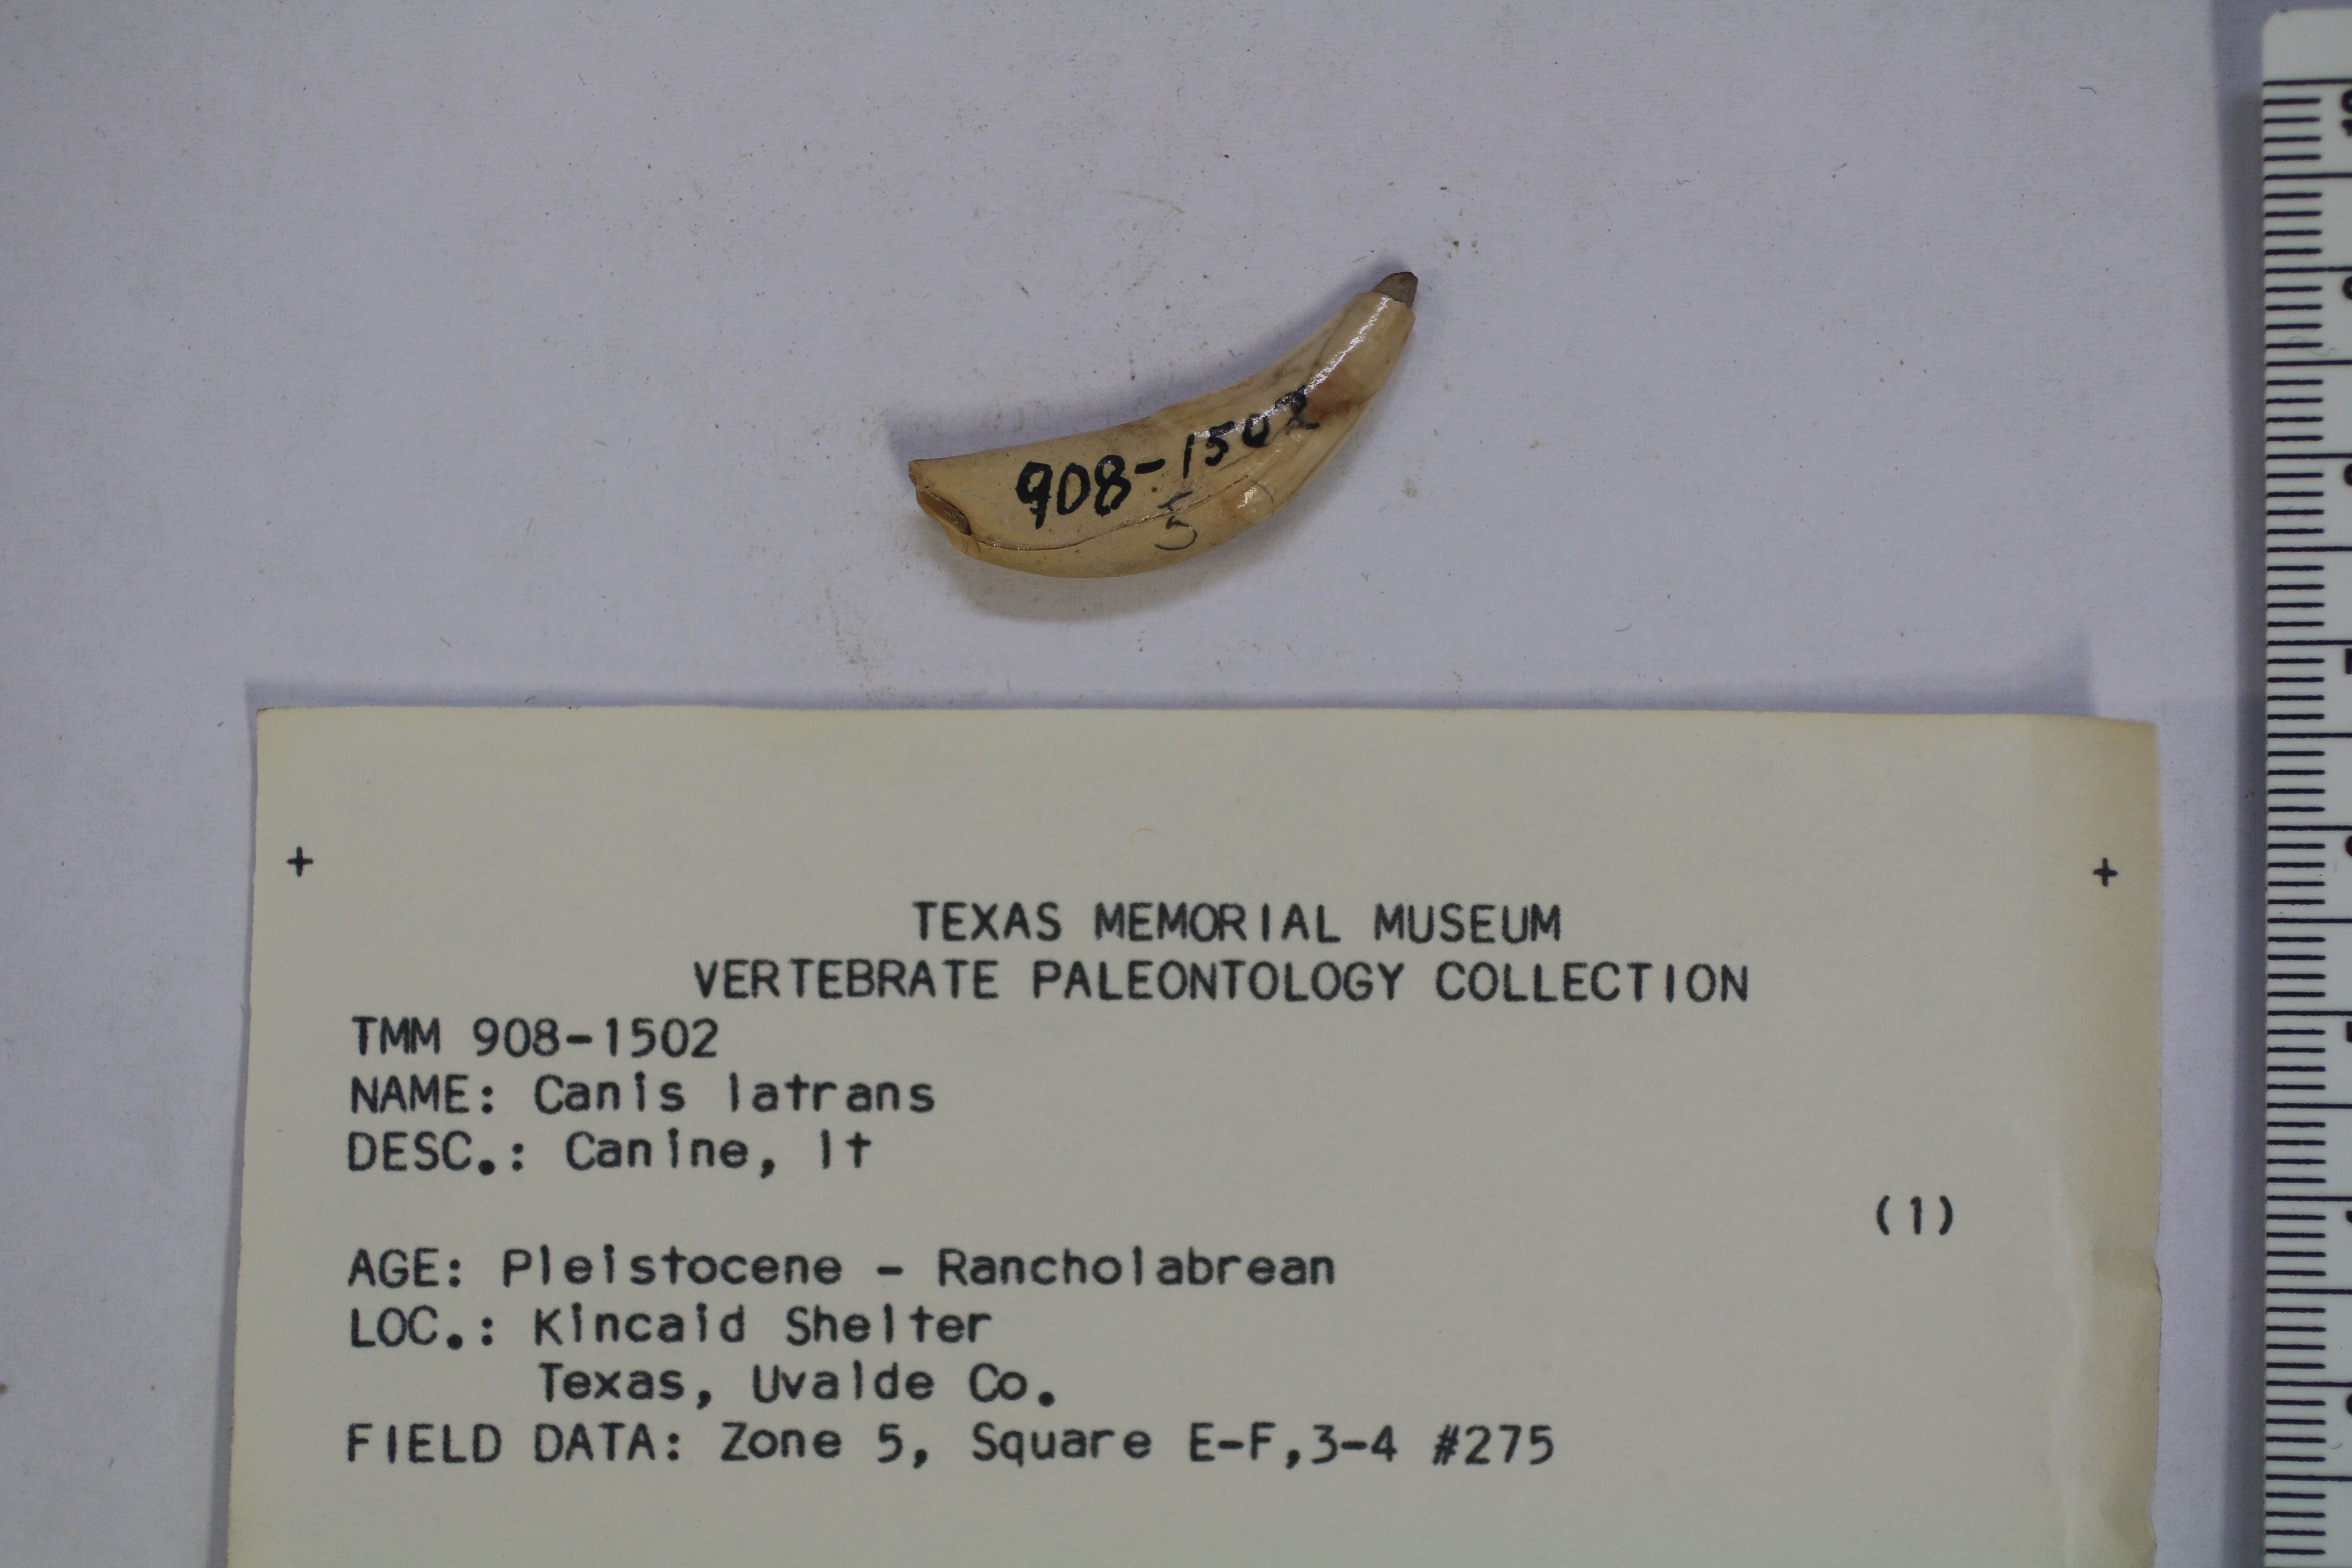 908-1502
5
+ +
TEXAS MEMORIAL MUSEUM
VERTEBRATE PALEONTOLOGY COLLECTION
TMM 908-1502
NAME: Canis latrans
DESC.: Canine, lt
(1)
AGE: Pleistocene - Rancholabrean
LOC.: Kincaid Shelter
Texas, Uvalde Co.
FIELD DATA: Zone 5, Square E-F,3-4 #275